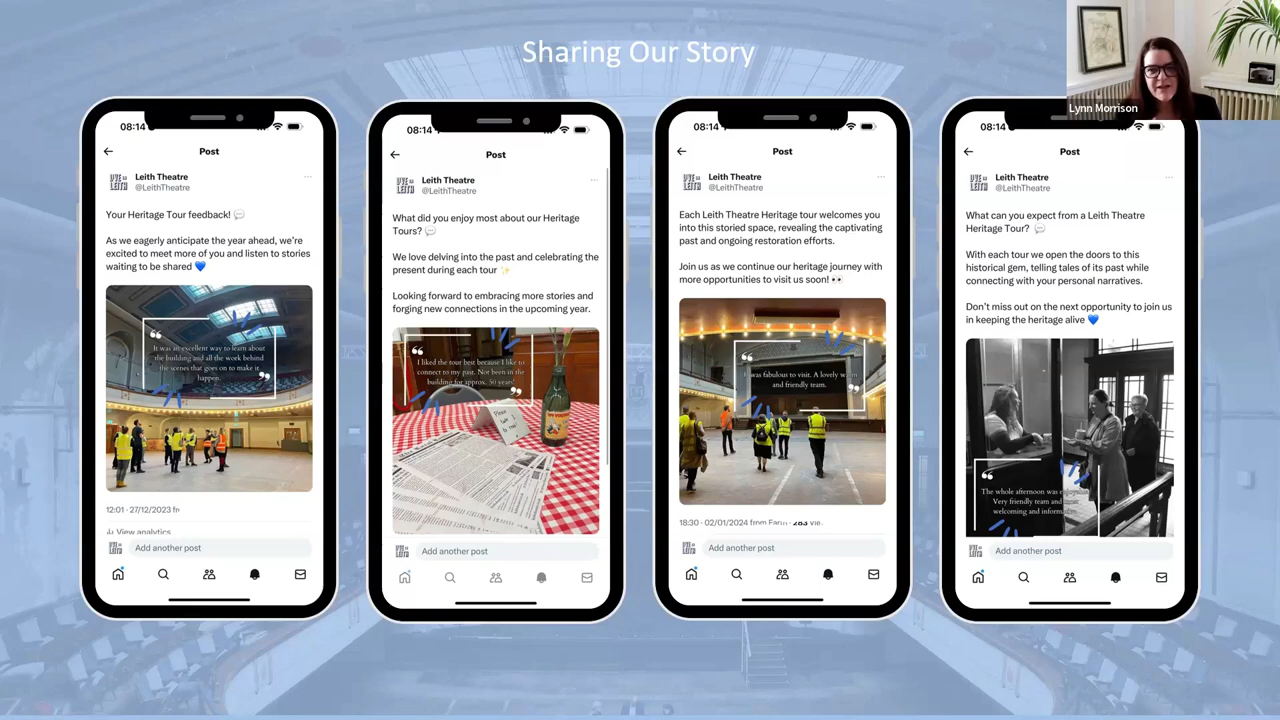 Sharing Our Story
Lynn Morrison
08:14
Post
Leith Theatre
@LeithTheatre
Your Heritage Tour feedback!
As we eagerly anticipate the year ahead, we're
excited to meet more of you and listen to stories
waiting to be shared 💙
It was an excellent way to learn about
the building and all the work behind
the scenes that goes on to make it
happen.
12:01 · 27/12/2023
View analytics
Add another post
08:14
Post
Leith Theatre
@LeithTheatre
What did you enjoy most about our Heritage
Tours? 💬
We love delving into the past and celebrating the
present during each tour ✨
Looking forward to embracing more stories and
forging new connections in the upcoming year.
I liked the tour best because I like to
connect to my past. Not been in the
building for approx. 50 years!
Add another post
08:14
Post
Leith Theatre
@LeithTheatre
Each Leith Theatre Heritage tour welcomes you
into this storied space, revealing the captivating
past and ongoing restoration efforts.
Join us as we continue our heritage journey with
more opportunities to visit us soon! 👀
was fabulous to visit. A lovely warm
and friendly team.
18:30 · 02/01/2024 from
Add another post
08:14
Post
Leith Theatre
@LeithTheatre
What can you expect from a Leith Theatre
Heritage Tour? 💬
With each tour we open the doors to this
historical gem, telling tales of its past while
connecting with your personal narratives.
Don't miss out on the next opportunity to join us
in keeping the heritage alive 💙
The whole afternoon was
Very friendly team and
welcoming and
Add another post